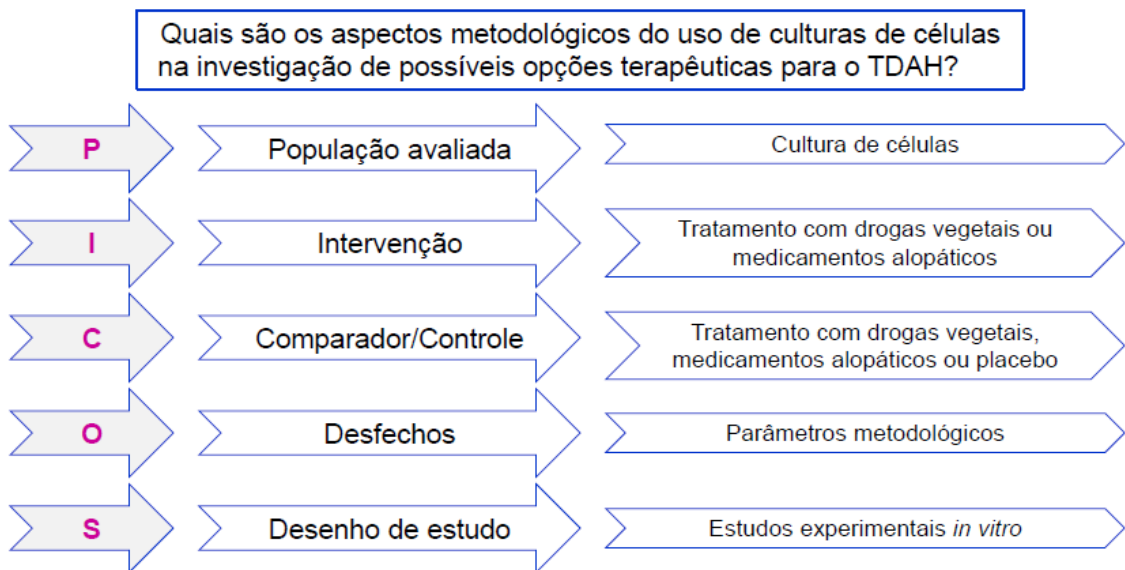 Quais são os aspectos metodológicos do uso de culturas de células
na investigação de possíveis opções terapêuticas para o TDAH?
P
População avaliada
Cultura de células
I
Intervenção
Tratamento com drogas vegetais ou
medicamentos alopáticos
C
Comparador/Controle
Tratamento com drogas vegetais,
medicamentos alopáticos ou placebo
O
Desfechos
Parâmetros metodológicos
S
Desenho de estudo
Estudos experimentais in vitro